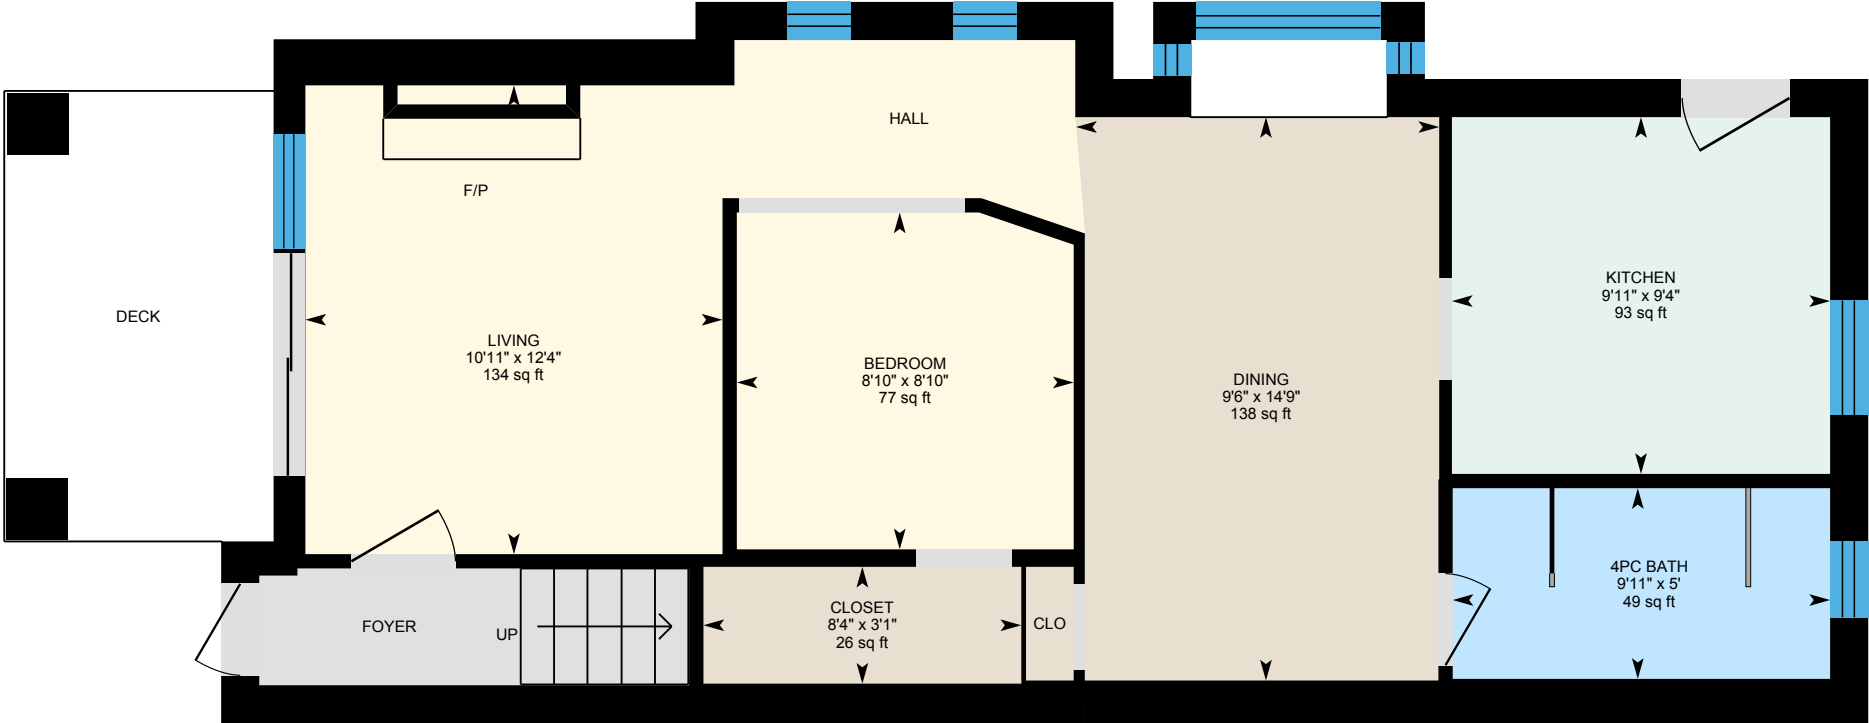 HALL
F/P
DECK
LIVING
10'11" x 12'4"
134 sq ft
BEDROOM
8'10" x 8'10"
77 sq ft
DINING
9'6" x 14'9"
138 sq ft
KITCHEN
9'11" x 9'4"
93 sq ft
4PC BATH
9'11" x 5'
49 sq ft
FOYER
UP
CLOSET
8'4" x 3'1"
26 sq ft
CLO